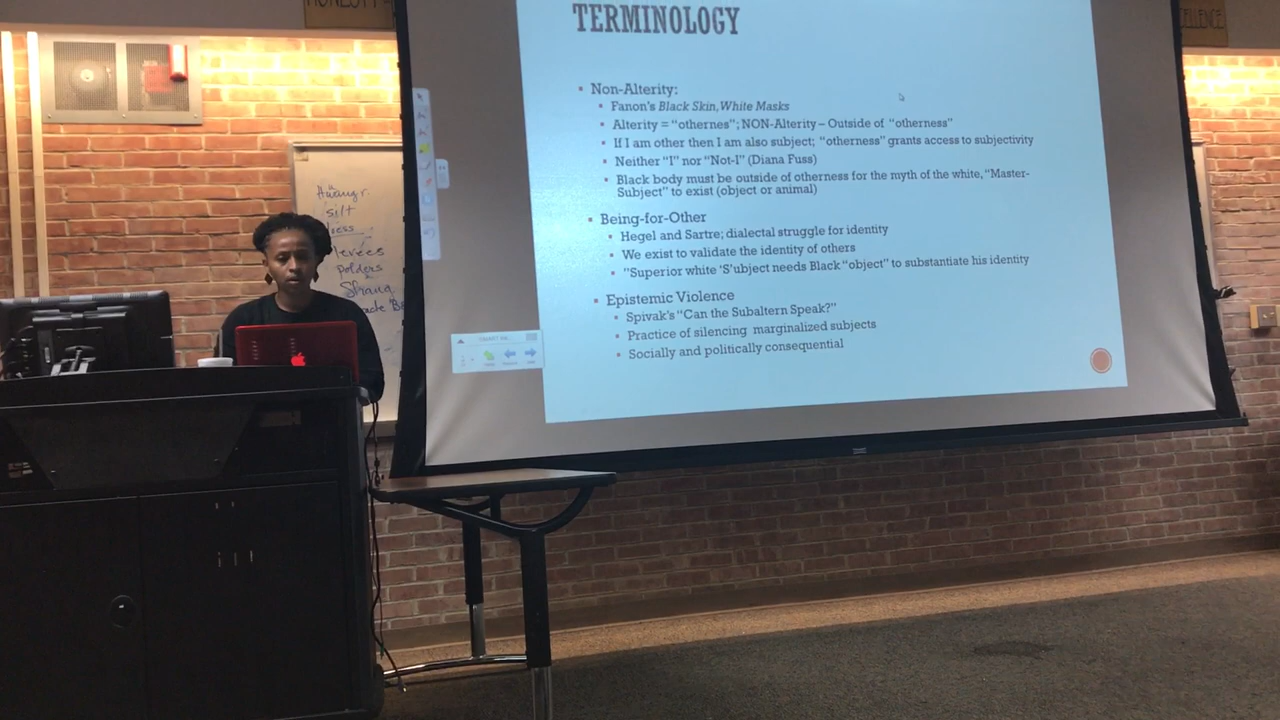 HONESTY
ELLENCE
TERMINOLOGY
Non-Alterity:
Fanon's Black Skin, White Masks
Alterity = "othernes"; NON-Alterity – Outside of "otherness"
If I am other then I am also subject; "otherness" grants access to subjectivity
Neither "I" nor "Not-I" (Diana Fuss)
Black body must be outside of otherness for the myth of the white, "Master-
Subject" to exist (object or animal)
Being-for-Other
Hegel and Sartre; dialectal struggle for identity
We exist to validate the identity of others
"Superior white 'S'ubject needs Black "object" to substantiate his identity
Epistemic Violence
Spivak's "Can the Subaltern Speak?"
Practice of silencing marginalized subjects
Socially and politically consequential
silt
polders